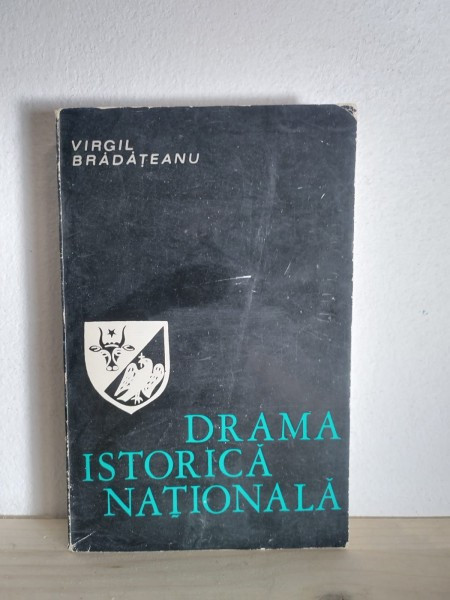 VIRGIL
BRĂDĂȚEANU
DRAMA
ISTORICĂ
NAȚIONALĂ